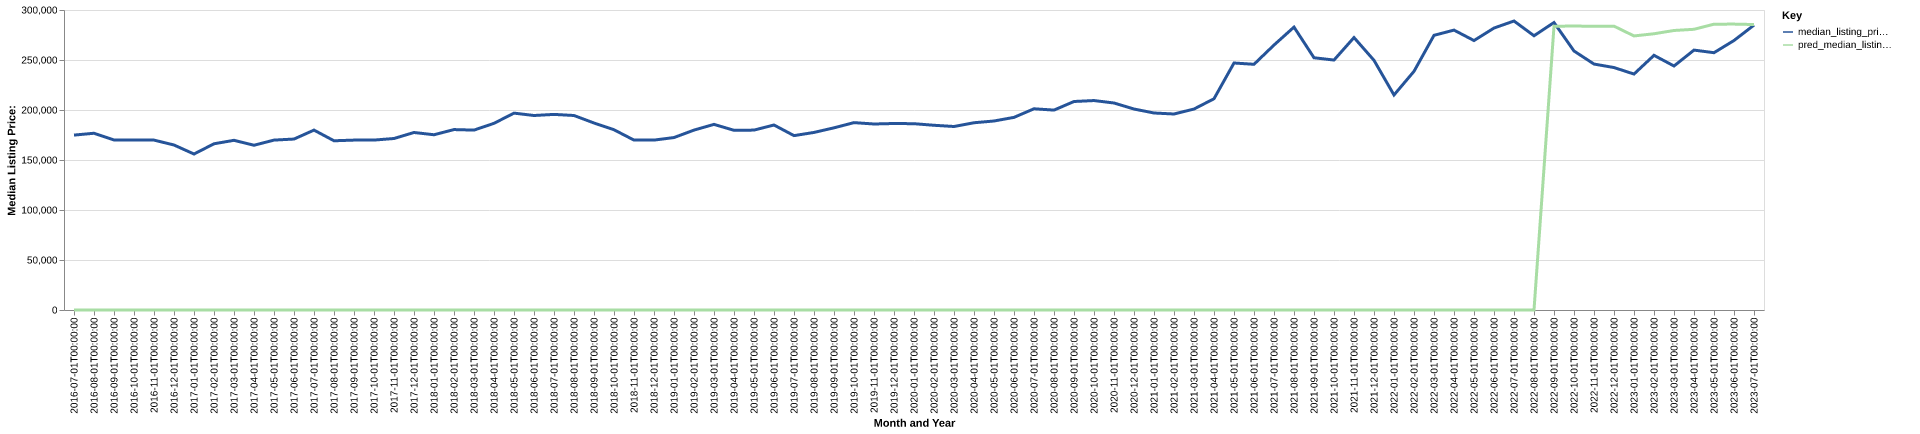 300,000
250,000
200,000
150,000
100,000
50,000
0
Median Listing Price:
2016-07-01T00:00:00
2016-08-01T00:00:00
2016-09-01T00:00:00
2016-10-01T00:00:00
2016-11-01T00:00:00
2016-12-01T00:00:00
2017-01-01T00:00:00
2017-02-01T00:00:00
2017-03-01T00:00:00
2017-04-01T00:00:00
2017-05-01T00:00:00
2017-06-01T00:00:00
2017-07-01T00:00:00
2017-08-01T00:00:00
2017-09-01T00:00:00
2017-10-01T00:00:00
2017-11-01T00:00:00
2017-12-01T00:00:00
2018-01-01T00:00:00
2018-02-01T00:00:00
2018-03-01T00:00:00
2018-04-01T00:00:00
2018-05-01T00:00:00
2018-06-01T00:00:00
2018-07-01T00:00:00
2018-08-01T00:00:00
2018-09-01T00:00:00
2018-10-01T00:00:00
2018-11-01T00:00:00
2018-12-01T00:00:00
2019-01-01T00:00:00
2019-02-01T00:00:00
2019-03-01T00:00:00
2019-04-01T00:00:00
2019-05-01T00:00:00
2019-06-01T00:00:00
2019-07-01T00:00:00
2019-08-01T00:00:00
2019-09-01T00:00:00
2019-10-01T00:00:00
2019-11-01T00:00:00
2019-12-01T00:00:00
2020-01-01T00:00:00
2020-02-01T00:00:00
2020-03-01T00:00:00
2020-04-01T00:00:00
2020-05-01T00:00:00
2020-06-01T00:00:00
2020-07-01T00:00:00
2020-08-01T00:00:00
2020-09-01T00:00:00
2020-10-01T00:00:00
2020-11-01T00:00:00
2020-12-01T00:00:00
2021-01-01T00:00:00
2021-02-01T00:00:00
2021-03-01T00:00:00
2021-04-01T00:00:00
2021-05-01T00:00:00
2021-06-01T00:00:00
2021-07-01T00:00:00
2021-08-01T00:00:00
2021-09-01T00:00:00
2021-10-01T00:00:00
2021-11-01T00:00:00
2021-12-01T00:00:00
2022-01-01T00:00:00
2022-02-01T00:00:00
2022-03-01T00:00:00
2022-04-01T00:00:00
2022-05-01T00:00:00
2022-06-01T00:00:00
2022-07-01T00:00:00
2022-08-01T00:00:00
2022-09-01T00:00:00
2022-10-01T00:00:00
2022-11-01T00:00:00
2022-12-01T00:00:00
2023-01-01T00:00:00
2023-02-01T00:00:00
2023-03-01T00:00:00
2023-04-01T00:00:00
2023-05-01T00:00:00
2023-06-01T00:00:00
2023-07-01T00:00:00
Month and Year
Key
median_listing_pri…
pred_median_listin…